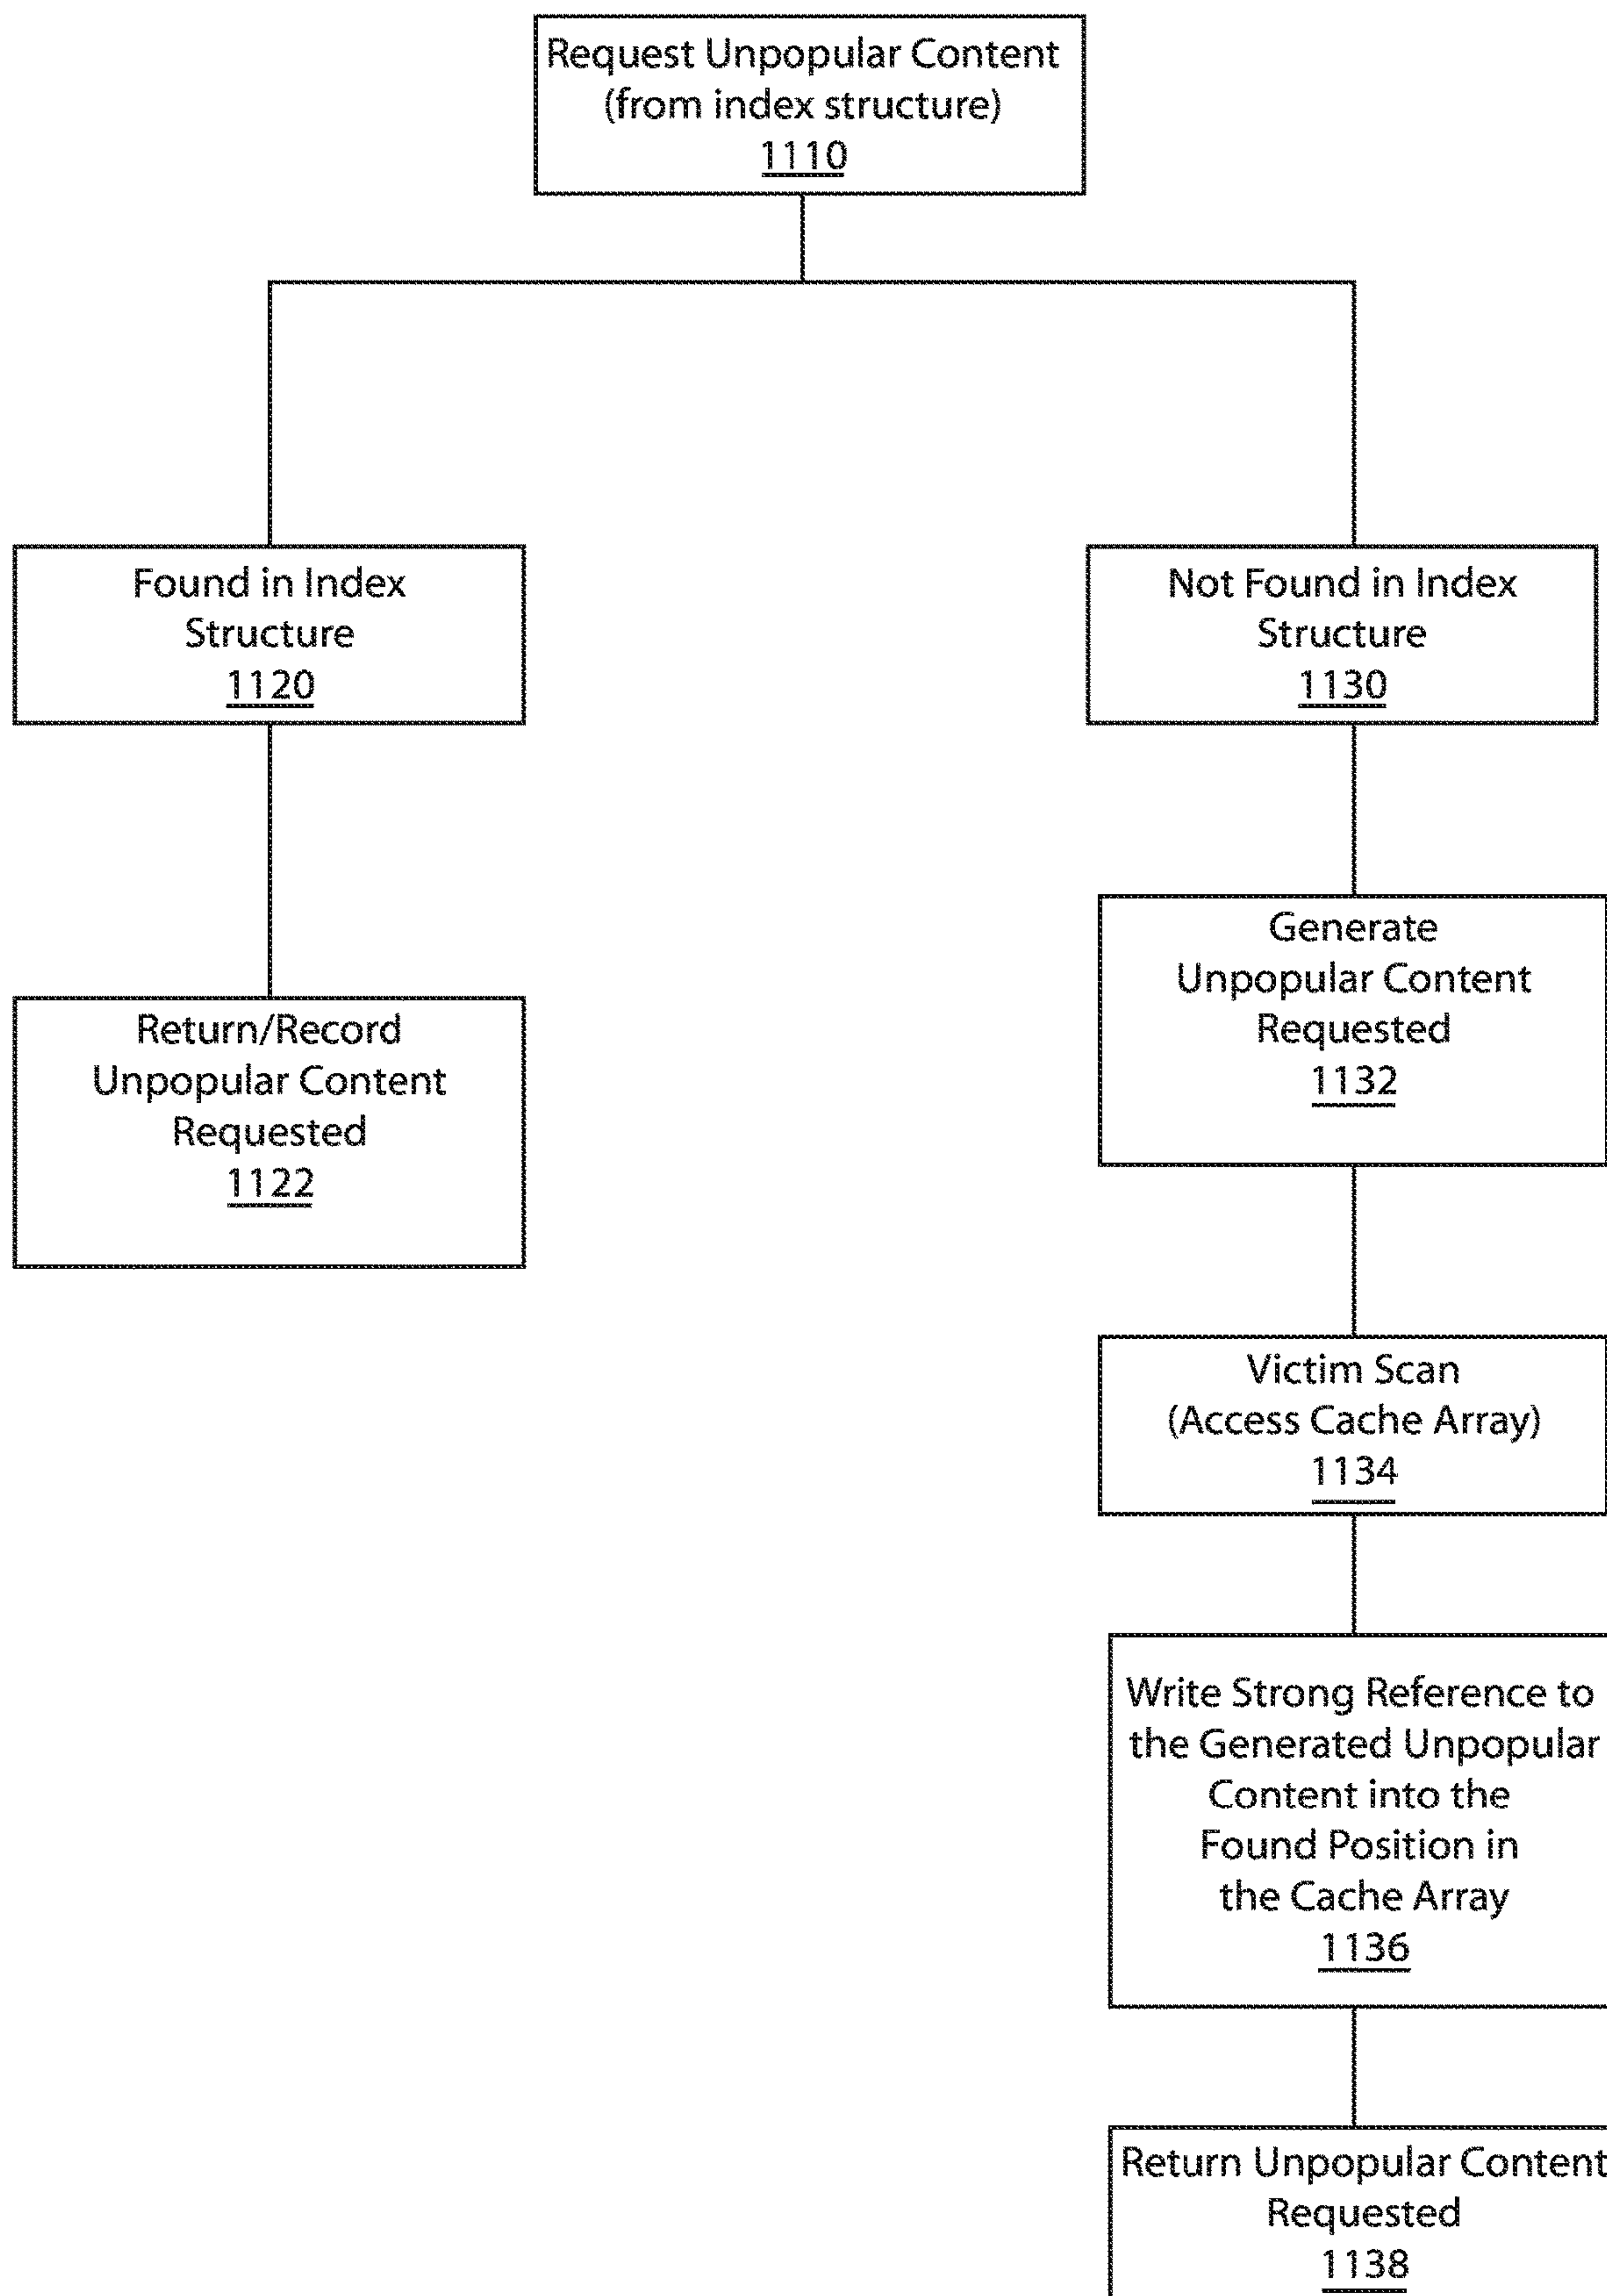 Request Unpopular Content
(from index structure)
1110
Found in Index
Structure
1120
Not Found in Index
Structure
1130
Return/Record
Unpopular Content
Requested
1122
Generate
Unpopular Content
Requested
1132
Victim Scan
(Access Cache Array)
1134
Write Strong Reference to
the Generated Unpopular
Content into the
Found Position in
the Cache Array
1136
Return Unpopular Content
Requested
1138